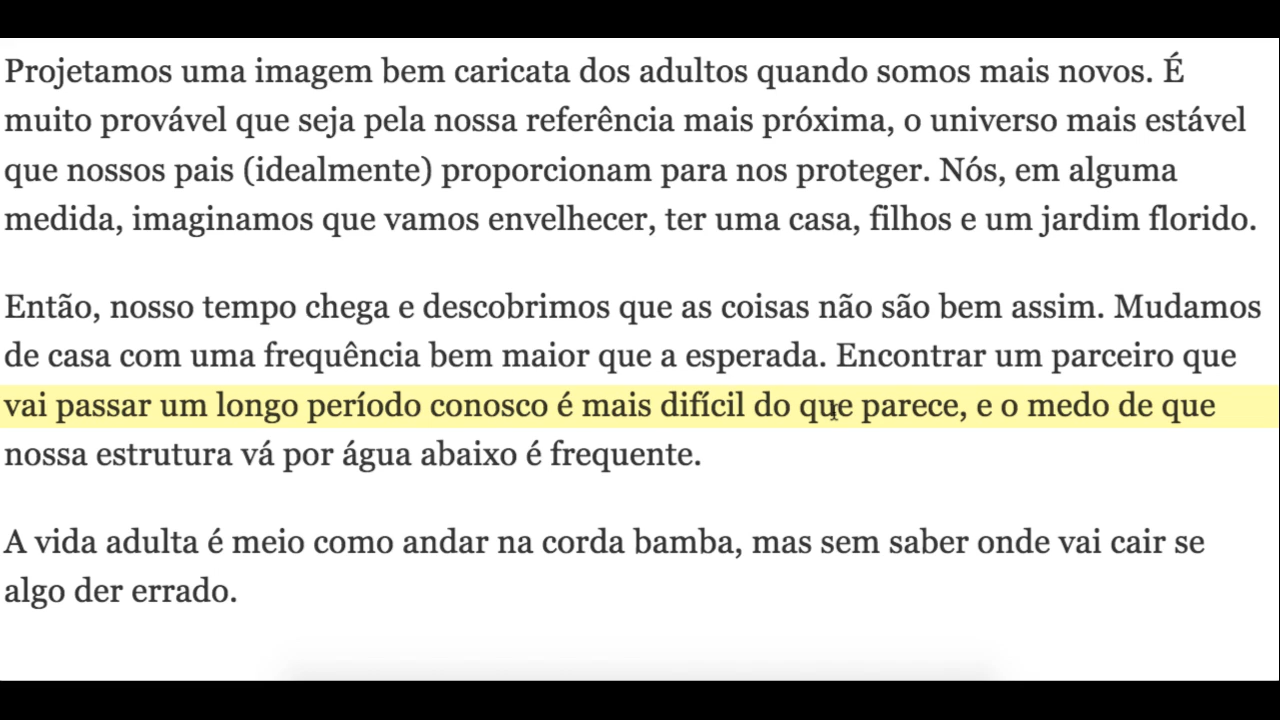 Projetamos uma imagem bem caricata dos adultos quando somos mais novos. É
muito provável que seja pela nossa referência mais próxima, o universo mais estável
que nossos pais (idealmente) proporcionam para nos proteger. Nós, em alguma
medida, imaginamos que vamos envelhecer, ter uma casa, filhos e um jardim florido.
Então, nosso tempo chega e descobrimos que as coisas não são bem assim. Mudamos
de casa com uma frequência bem maior que a esperada. Encontrar um parceiro que
vai passar um longo período conosco é mais difícil do que parece, e o medo de que
nossa estrutura vá por água abaixo é frequente.
A vida adulta é meio como andar na corda bamba, mas sem saber onde vai cair se
algo der errado.